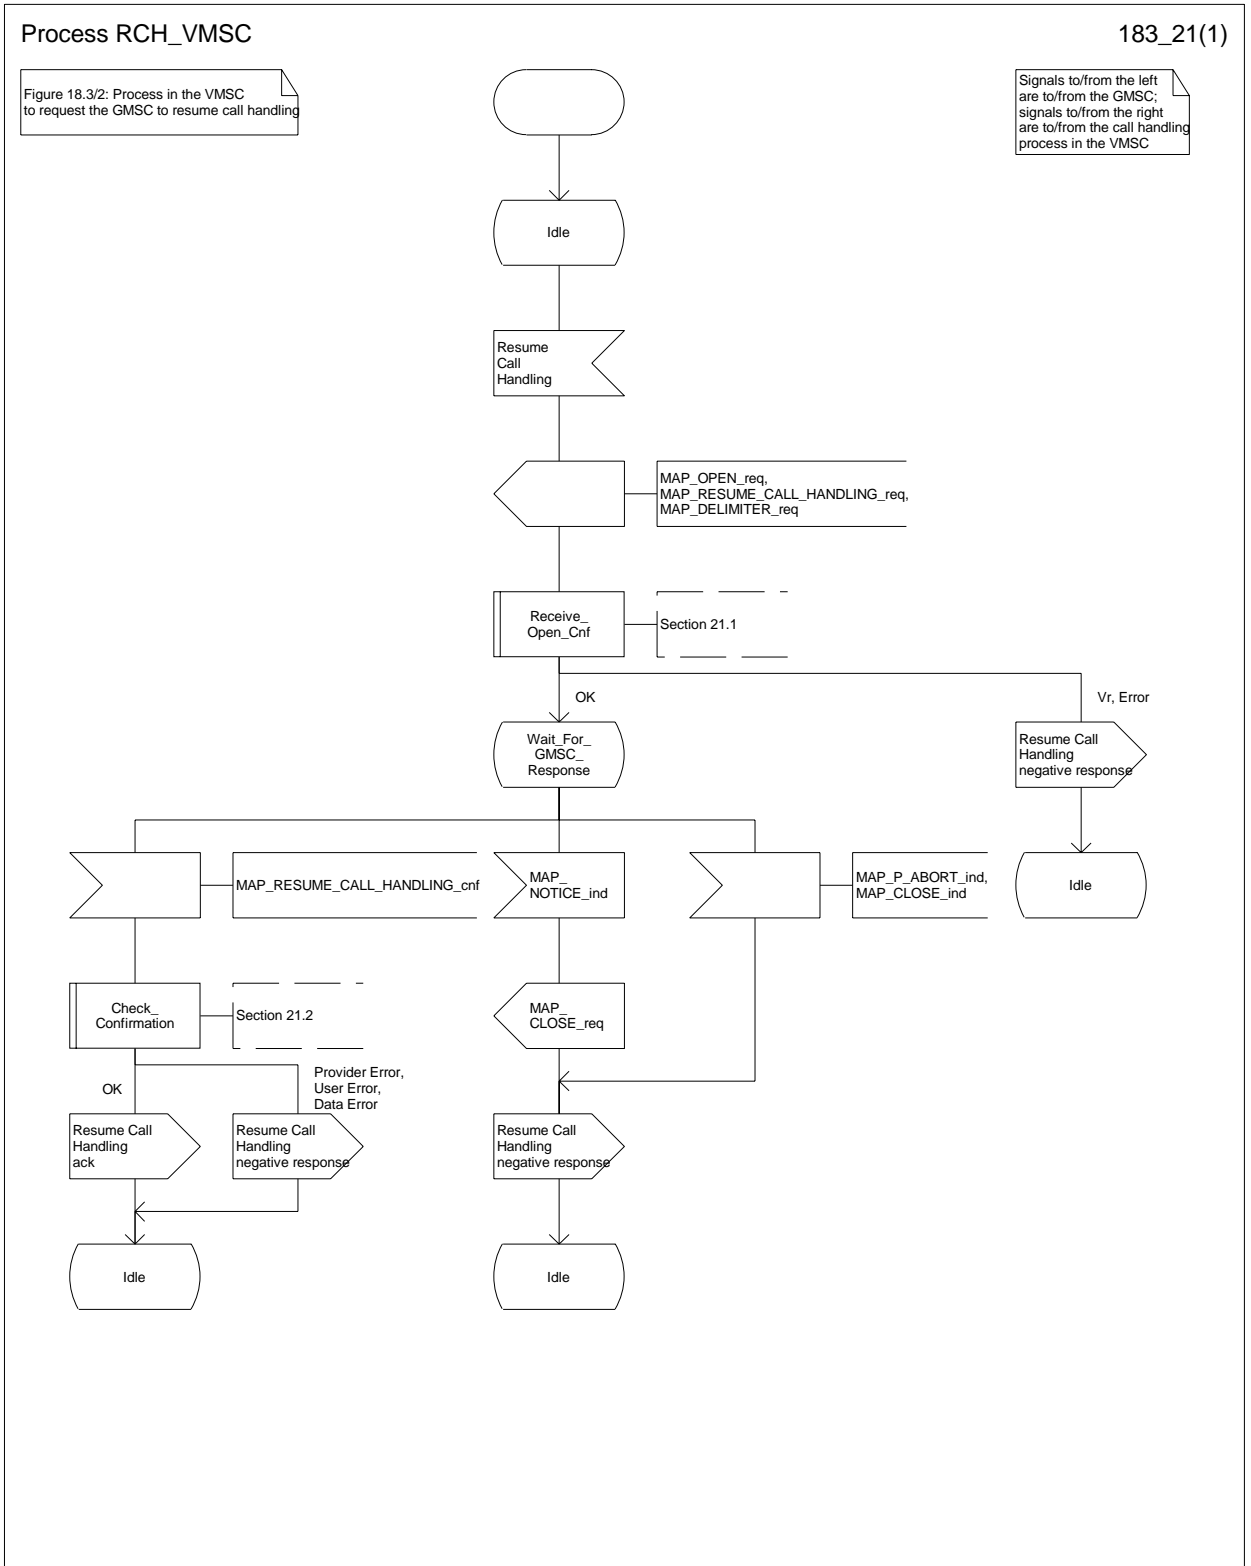 Process RCH_VMSC
183_21(1)
Figure 18.3/2: Process in the VMSC
to request the GMSC to resume call handling
Signals to/from the left
are to/from the GMSC;
signals to/from the right
are to/from the call handling
process in the VMSC
Idle
Resume
Call
Handling
MAP_OPEN_req,
MAP_RESUME_CALL_HANDLING_req,
MAP_DELIMITER_req
Receive_
Open_Cnf
Section 21.1
OK
Vr, Error
Wait_For_
GMSC_
Response
Resume Call
Handling
negative response
MAP_RESUME_CALL_HANDLING_cnf
MAP_
NOTICE_ind
MAP_P_ABORT_ind,
MAP_CLOSE_ind
Idle
Check_
Confirmation
Section 21.2
MAP_
CLOSE_req
OK
Provider Error,
User Error,
Data Error
Resume Call
Handling
ack
Resume Call
Handling
negative response
Resume Call
Handling
negative response
Idle
Idle